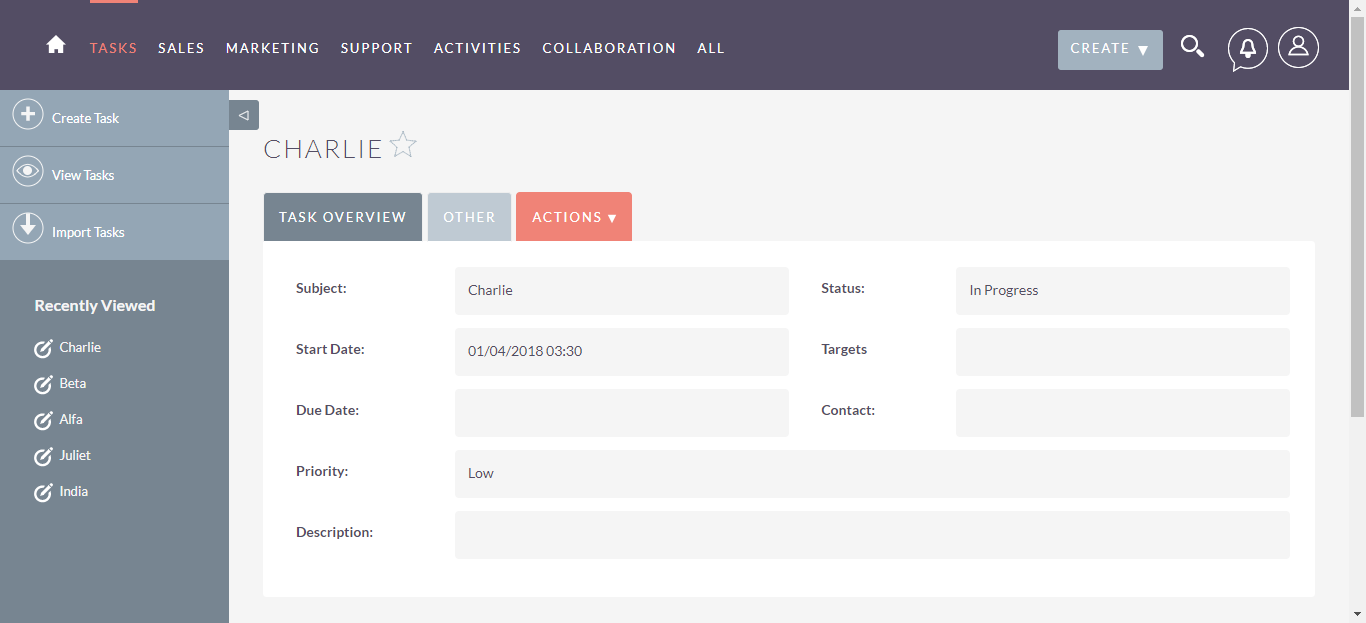 TASKS SALES MARKETING SUPPORT ACTIVITIES COLLABORATION ALL CREATE ▼
Create Task
View Tasks
Import Tasks
Recently Viewed
Charlie
Beta
Alfa
Juliet
India
CHARLIE
TASK OVERVIEW OTHER ACTIONS ▼
Subject: Charlie Status: In Progress
Start Date: 01/04/2018 03:30 Targets
Due Date: Contact:
Priority: Low
Description: